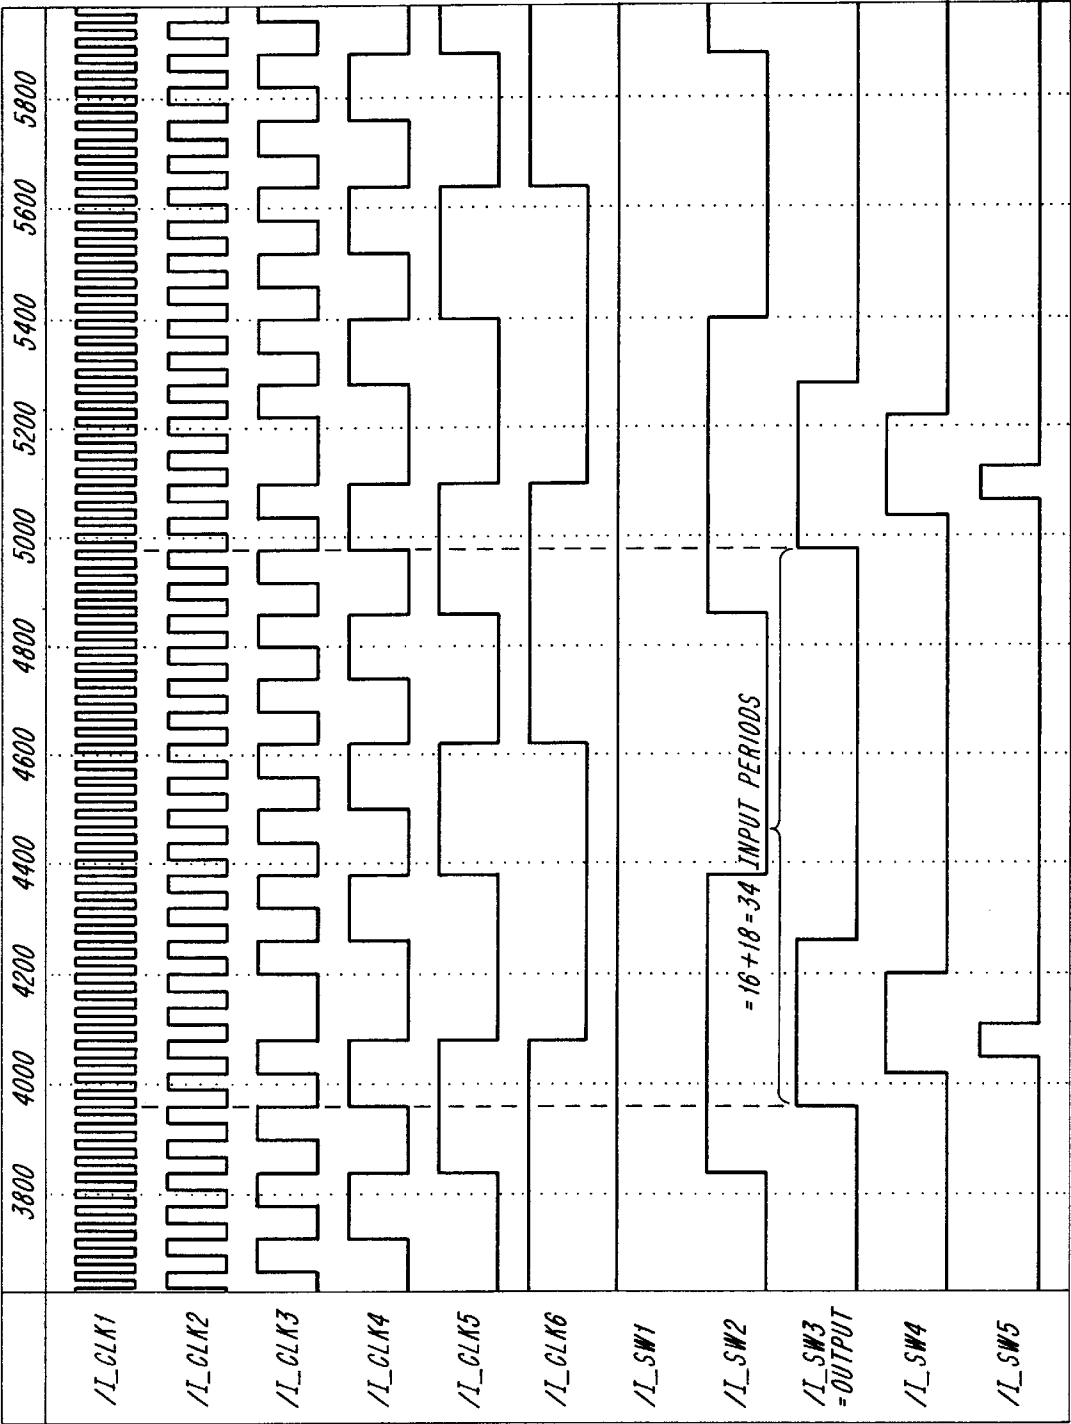 3800 4000 4200 4400 4600 4800 5000 5200 5400 5600 5800
/I_CLK1
/I_CLK2
/I_CLK3
/I_CLK4
/I_CLK5
/I_CLK6
/I_SW1
/I_SW2
=16+18=34 INPUT PERIODS
/I_SW3
=OUTPUT
/I_SW4
/I_SW5